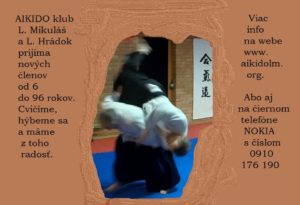 AIKIDO klub
L. Mikuláš
a L. Hrádok
prijíma
nových
členov
od 6
do 96 rokov.
Cvičíme,
hýbeme sa
a máme
z toho
radosť.
合氣道
Viac
info
na webe
www.
aikidolm.
org.
Abo aj
na čiernom
telefóne
NOKIA
s číslom
0910
176 190